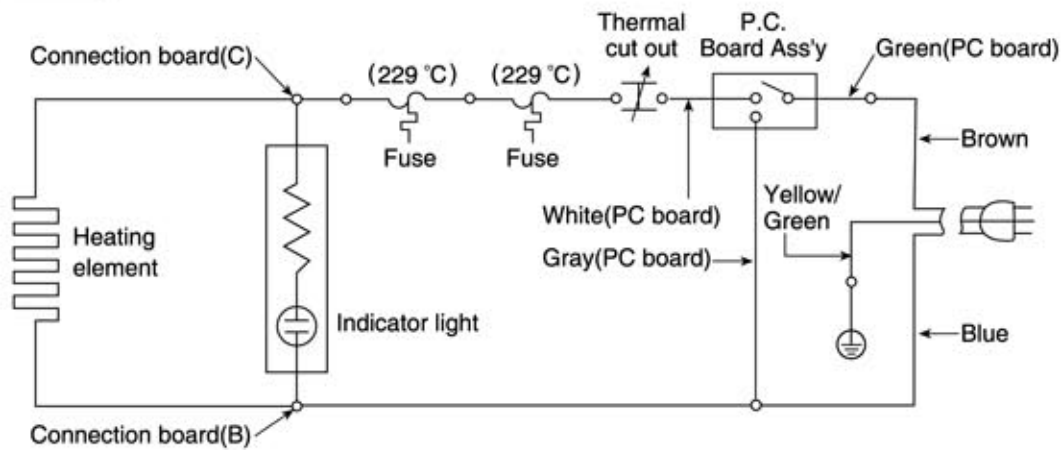 Thermal
cut out
P.C.
Board Ass'y
Green(PC board)
Connection board(C)
(229 °C)
(229 °C)
Fuse
Fuse
Brown
Yellow/
Green
White(PC board)
Gray(PC board)
Heating
element
Indicator light
Blue
Connection board(B)